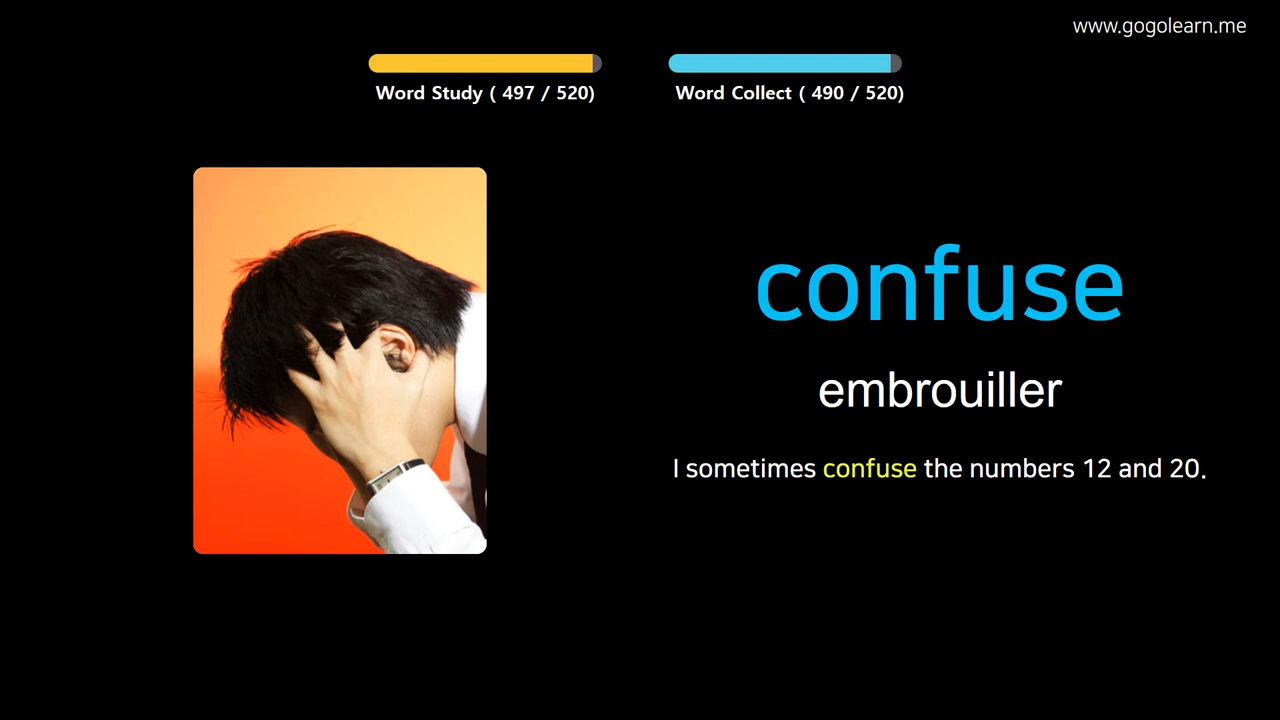 www.gogolearn.me
Word Study ( 497 / 520)
Word Collect ( 490 / 520)
confuse
embrouiller
I sometimes confuse the numbers 12 and 20.